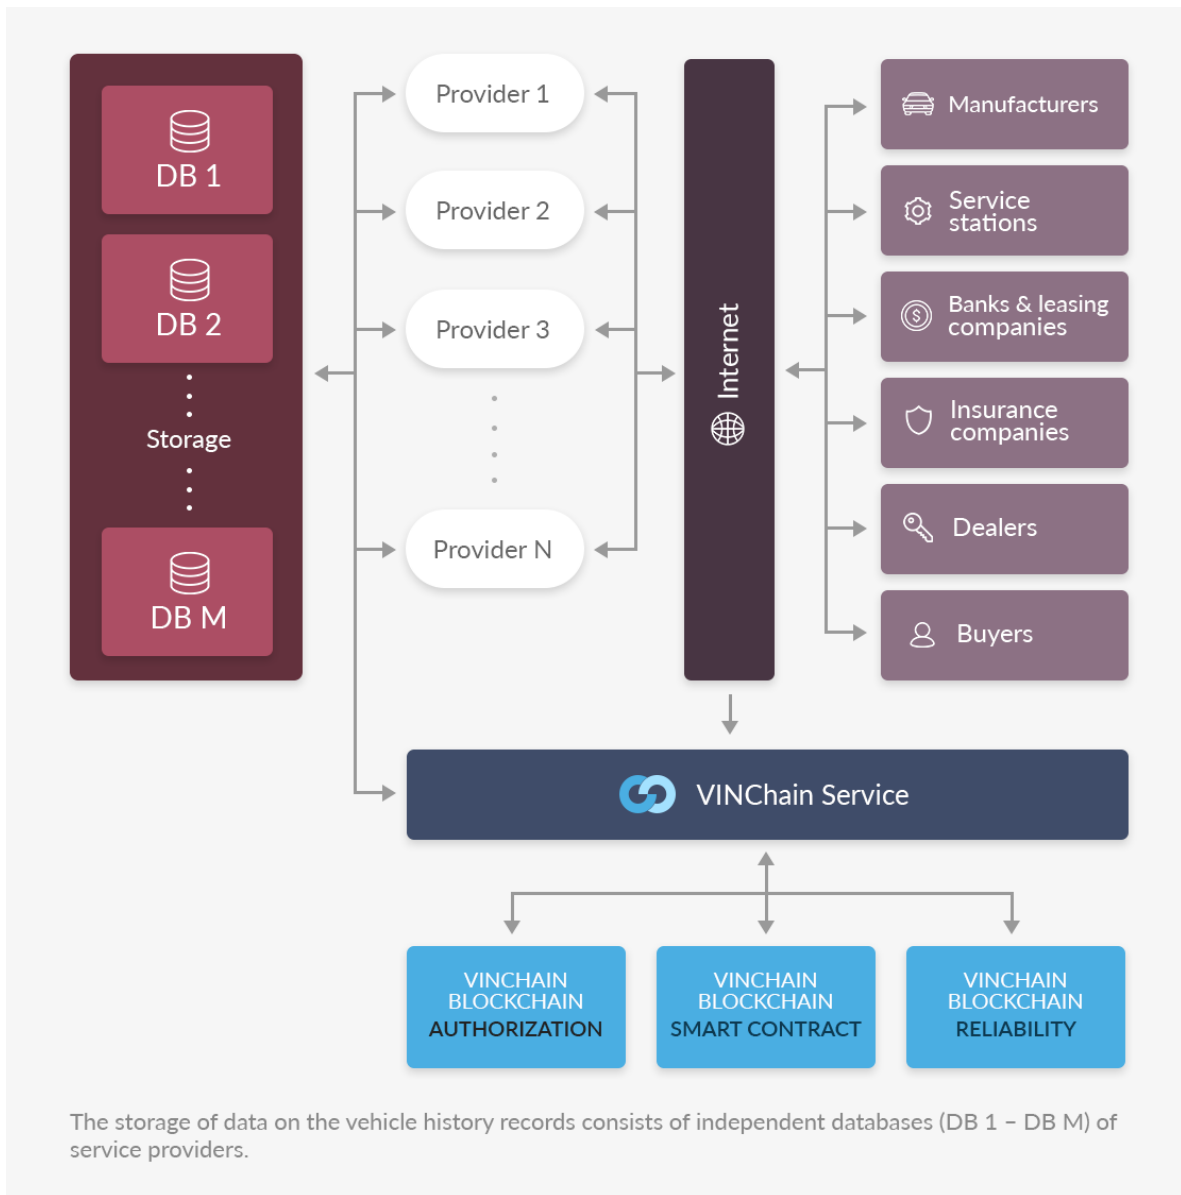 DB 1
DB 2
Storage
DB M
Provider 1
Provider 2
Provider 3
Provider N
Internet
Manufacturers
Service
stations
Banks & leasing
companies
Insurance
companies
Dealers
Buyers
VINChain Service
VINCHAIN
BLOCKCHAIN
AUTHORIZATION
VINCHAIN
BLOCKCHAIN
SMART CONTRACT
VINCHAIN
BLOCKCHAIN
RELIABILITY
The storage of data on the vehicle history records consists of independent databases (DB 1 – DB M) of
service providers.